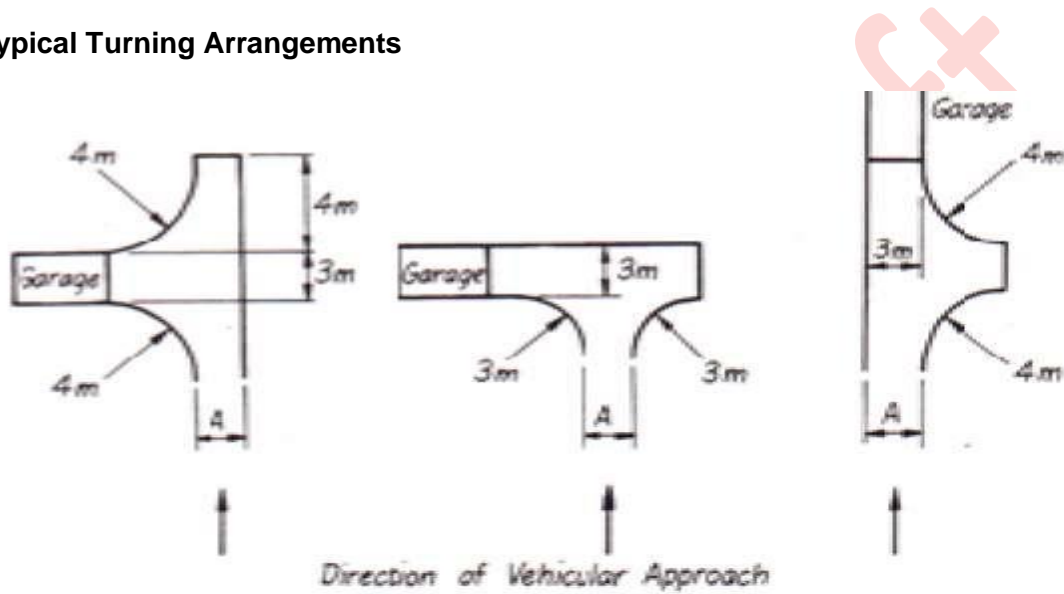 ypical Turning Arrangements
4m
4m
Garage
3m
4m
A
Garage
3m
3m
3m
A
Garage
4m
3m
4m
A
Direction of Vehicular Approach